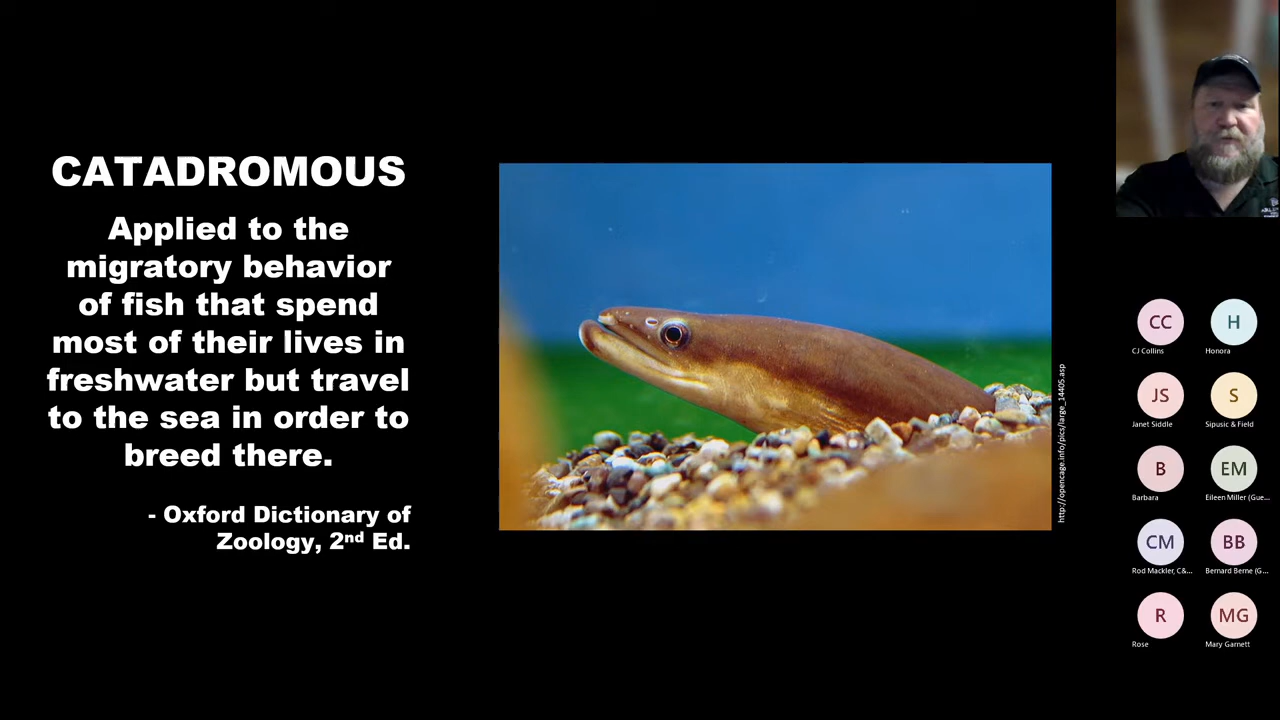 CATADROMOUS
Applied to the
migratory behavior
of fish that spend
most of their lives in
freshwater but travel
to the sea in order to
breed there.
- Oxford Dictionary of
Zoology, 2nd Ed.
http://opencage.info/pics/large_14405.asp
CC
CJ Collins
H
Honora
JS
Janet Siddle
S
Sipusic & Field
B
Barbara
EM
Eileen Miller (Gue...
CM
Rod Mackler, C&...
BB
Bernard Berne (G...
R
Rose
MG
Mary Garnett